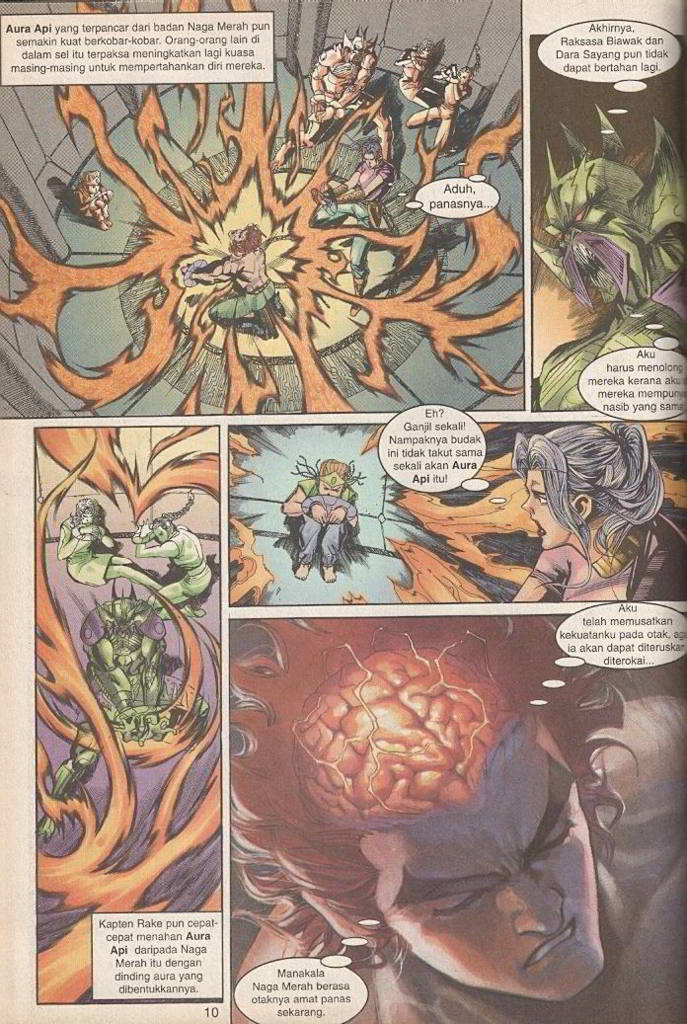 Aura Api yang terpancar dari badan Naga Merah pun
semakin kuat berkobar-kobar. Orang-orang lain di
dalam sel itu terpaksa meningkatkan lagi kuasa
masing-masing untuk mempertahankan diri mereka.
Aduh,
panasnya...
Akhirnya,
Raksasa Biawak dan
Dara Sayang pun tidak
dapat bertahan lagi.
Aku
harus menolong
mereka kerana aku
mereka mempun
nasib yang sama
Eh?
Ganjil sekali!
Nampaknya budak
ini tidak takut sama
sekali akan Aura
Api itu!
Kapten Rake pun cepat-
cepat menahan Aura
Api daripada Naga
Merah itu dengan
dinding aura yang
dibentukkannya.
Aku
telah memusatkan
kekuatanku pada otak, aga
ia akan dapat diteruskan
diterokai...
Manakala
Naga Merah berasa
otaknya amat panas
sekarang.
10